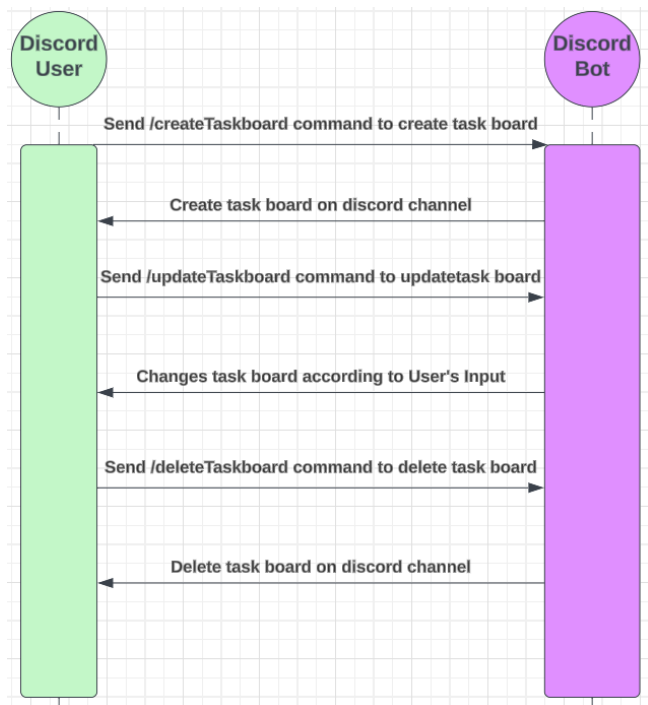 Discord
User
Discord
Bot
Send /createTaskboard command to create task board
Create task board on discord channel
Send /updateTaskboard command to updatetask board
Changes task board according to User's Input
Send /deleteTaskboard command to delete task board
Delete task board on discord channel